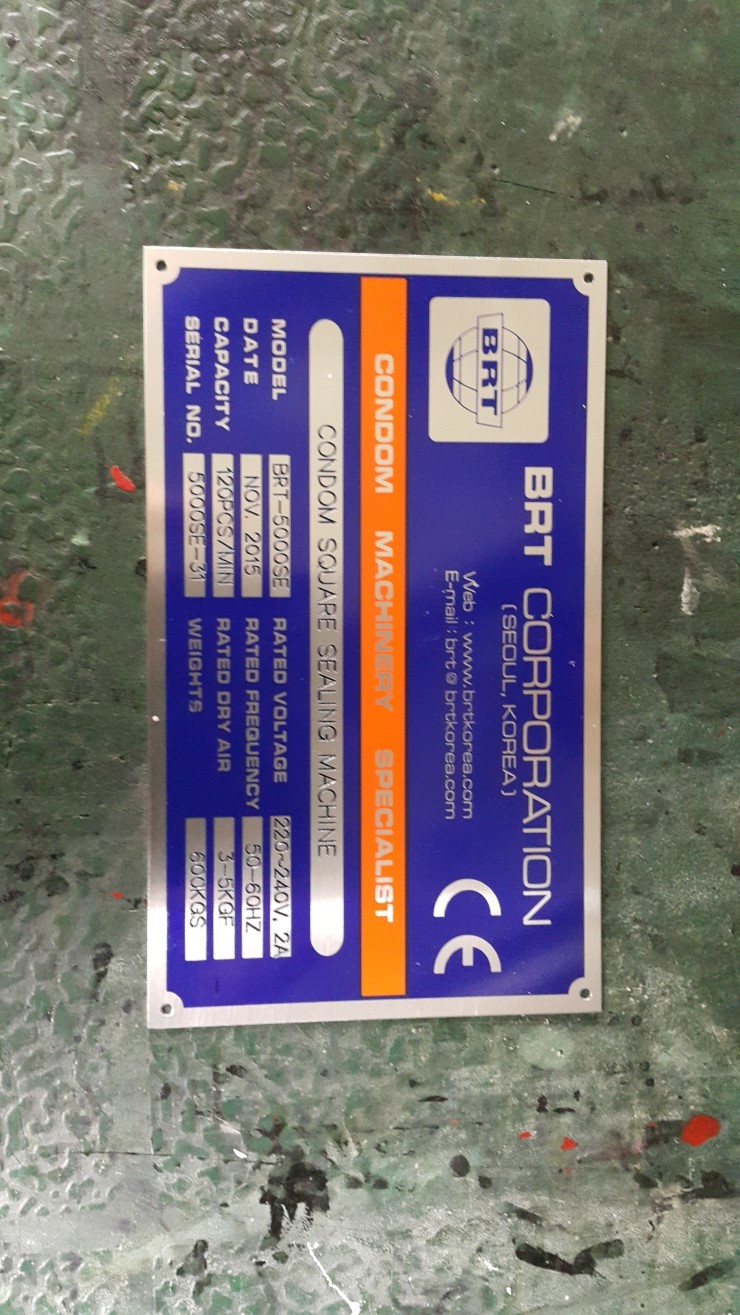 BRT
BRT CORPORATION
(SEOUL, KOREA)
Web : www.brtkorea.com
E-mail : brt@brtkorea.com
CE
CONDOM MACHINERY SPECIALIST
CONDOM SQUARE SEALING MACHINE
MODEL BRT-5000SE RATED VOLTAGE 220~240V, 2A
DATE NOV. 2015 RATED FREQUENCY 50-60HZ
CAPACITY 120PCS/MIN RATED DRY AIR 3-5KGF
SERIAL NO. 5000SE-31 WEIGHTS 600KGS